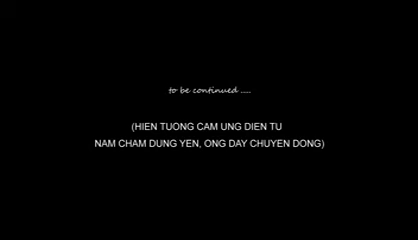 to be continued .....
(HIEN TUONG CAM UNG DIEN TU
NAM CHAM DUNG YEN, ONG DAY CHUYEN DONG)